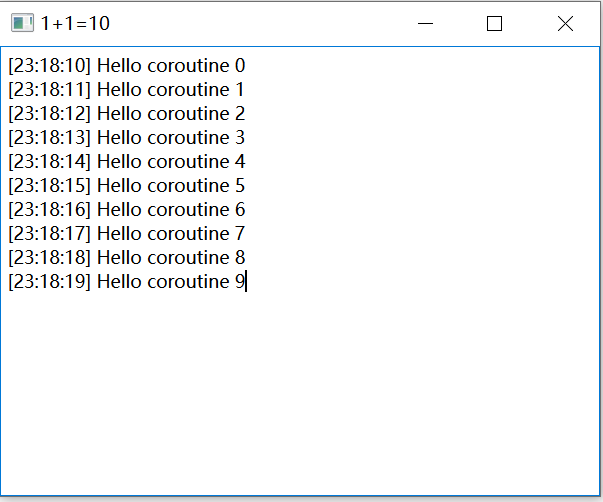 1+1=10
[23:18:10] Hello coroutine 0
[23:18:11] Hello coroutine 1
[23:18:12] Hello coroutine 2
[23:18:13] Hello coroutine 3
[23:18:14] Hello coroutine 4
[23:18:15] Hello coroutine 5
[23:18:16] Hello coroutine 6
[23:18:17] Hello coroutine 7
[23:18:18] Hello coroutine 8
[23:18:19] Hello coroutine 9